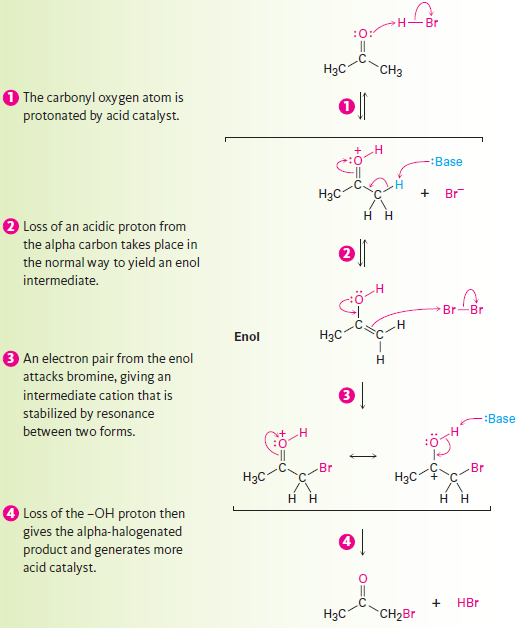 H—Br
:O:
C
H₃C CH₃
1 The carbonyl oxygen atom is
protonated by acid catalyst.
1
+ H
:O
:Base
C H
H₃C C + Br⁻
H H
2 Loss of an acidic proton from
the alpha carbon takes place in
the normal way to yield an enol
intermediate.
2
H
:Ö
Br—Br
C H
Enol
H₃C C
H
3 An electron pair from the enol
attacks bromine, giving an
intermediate cation that is
stabilized by resonance
between two forms.
3
:Base
+ H H
:O :Ö
C Br C Br
H₃C C H₃C + C
H H H H
4 Loss of the –OH proton then
gives the alpha-halogenated
product and generates more
acid catalyst.
4
O
C + HBr
H₃C CH₂Br